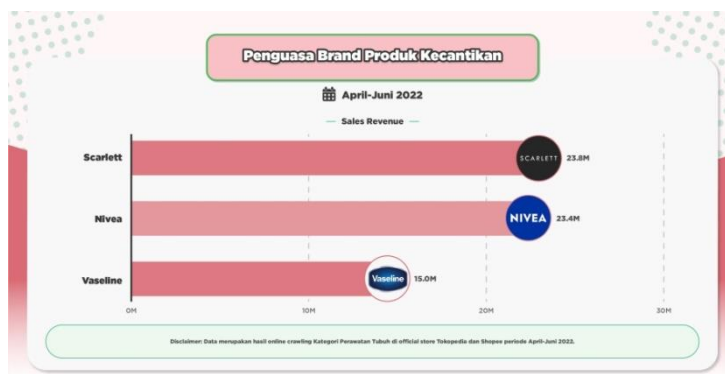 Penguasa Brand Produk Kecantikan
April-Juni 2022
Sales Revenue
Scarlett
SCARLETT
23.8M
Nivea
NIVEA
23.4M
Vaseline
Vaseline
15.0M
0M
10M
20M
30M
Disclaimer: Data merupakan hasil online crawling Kategori Perawatan Tubuh di official store Tokopedia dan Shopee periode April-Juni 2022.